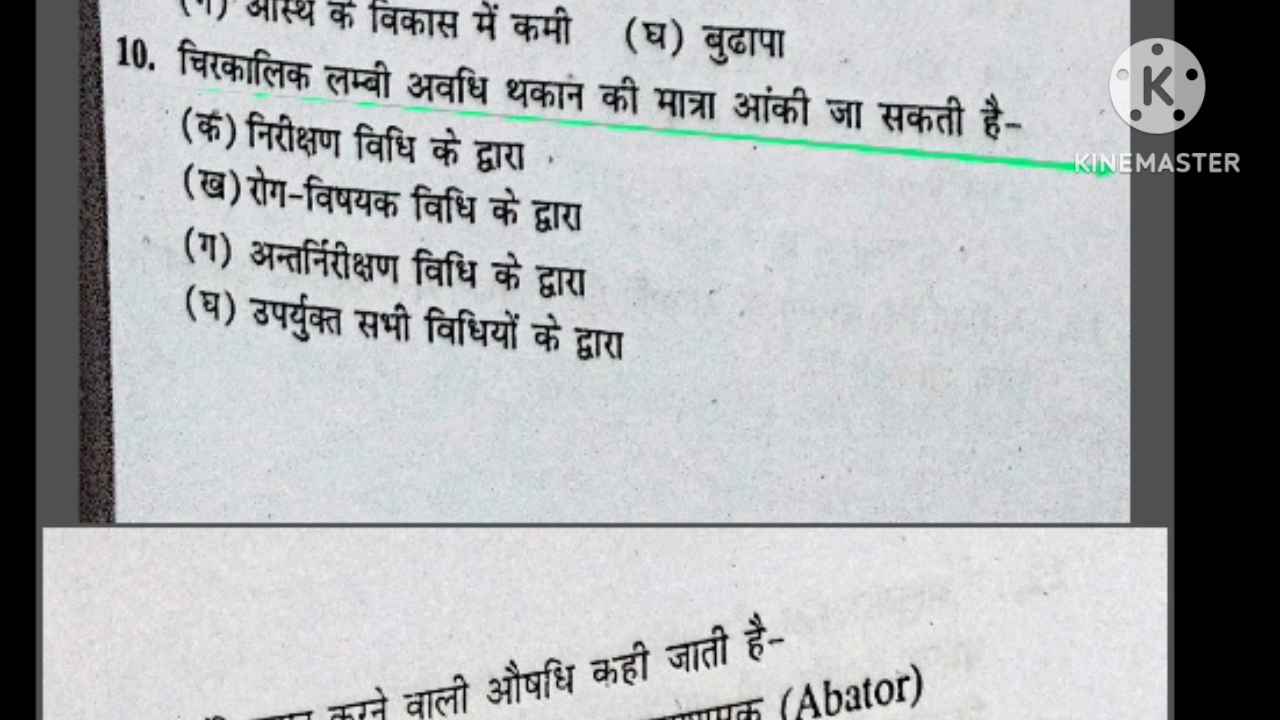 (ग) अस्थि के विकास में कमी (घ) बुढापा
10. चिरकालिक लम्बी अवधि थकान की मात्रा आंकी जा सकती है-
(क) निरीक्षण विधि के द्वारा
(ख) रोग-विषयक विधि के द्वारा
(ग) अन्तर्निरीक्षण विधि के द्वारा
(घ) उपर्युक्त सभी विधियों के द्वारा
K
KINEMASTER
करने वाली औषधि कही जाती है-
(Abator)